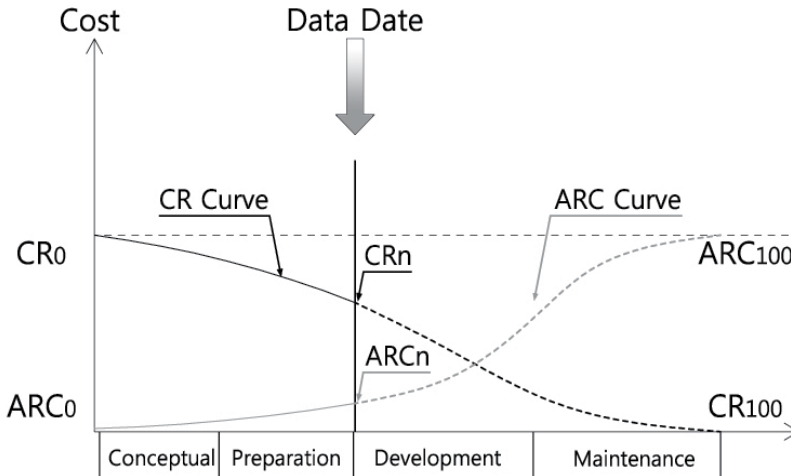 Cost
Data Date
CR Curve
ARC Curve
CR0
CRn
ARC100
ARCn
ARC0
CR100
Conceptual Preparation Development Maintenance